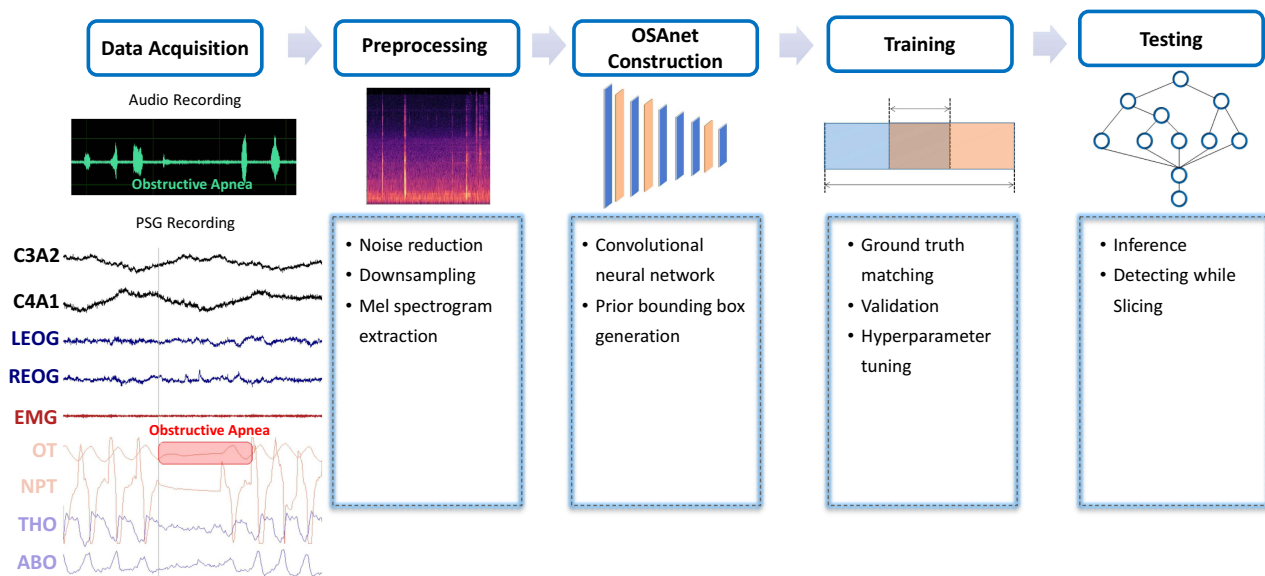 Data Acquisition
Preprocessing
OSAnet
Construction
Training
Testing
Audio Recording
Obstructive Apnea
PSG Recording
C3A2
C4A1
LEOG
REOG
EMG
Obstructive Apnea
OT
NPT
THO
ABO
• Noise reduction
• Downsampling
• Mel spectrogram
extraction
• Convolutional
neural network
• Prior bounding box
generation
• Ground truth
matching
• Validation
• Hyperparameter
tuning
• Inference
• Detecting while
Slicing